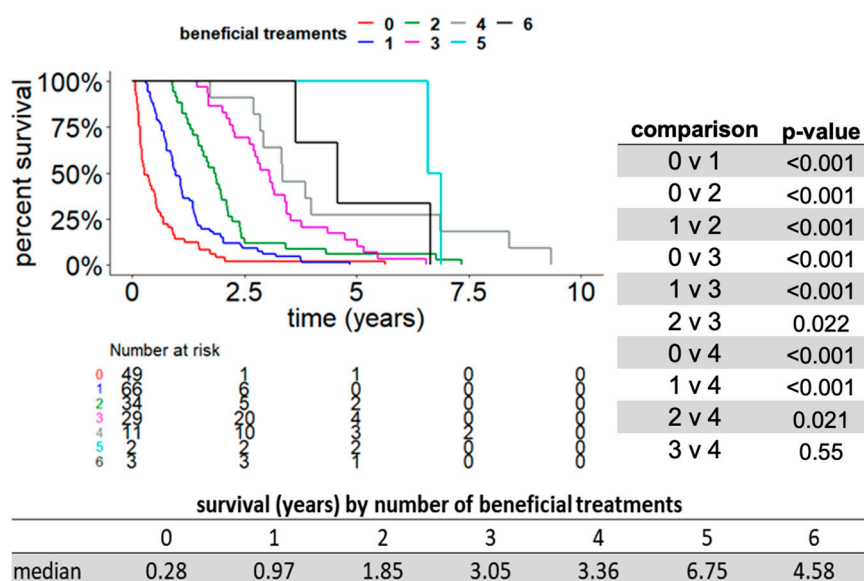 beneficial treaments 0 2 4 6
1 3 5
100%
75%
50%
25%
0%
percent survival
0 2.5 5 7.5 10
time (years)
Number at risk
0 49 1 1 0 0
1 66 6 0 0 0
2 34 5 2 0 0
3 29 20 4 0 0
4 11 10 3 2 0
5 2 2 2 0 0
6 3 3 1 0 0
comparison p-value
0 v 1 <0.001
0 v 2 <0.001
1 v 2 <0.001
0 v 3 <0.001
1 v 3 <0.001
2 v 3 0.022
0 v 4 <0.001
1 v 4 <0.001
2 v 4 0.021
3 v 4 0.55
survival (years) by number of beneficial treatments
0 1 2 3 4 5 6
median 0.28 0.97 1.85 3.05 3.36 6.75 4.58